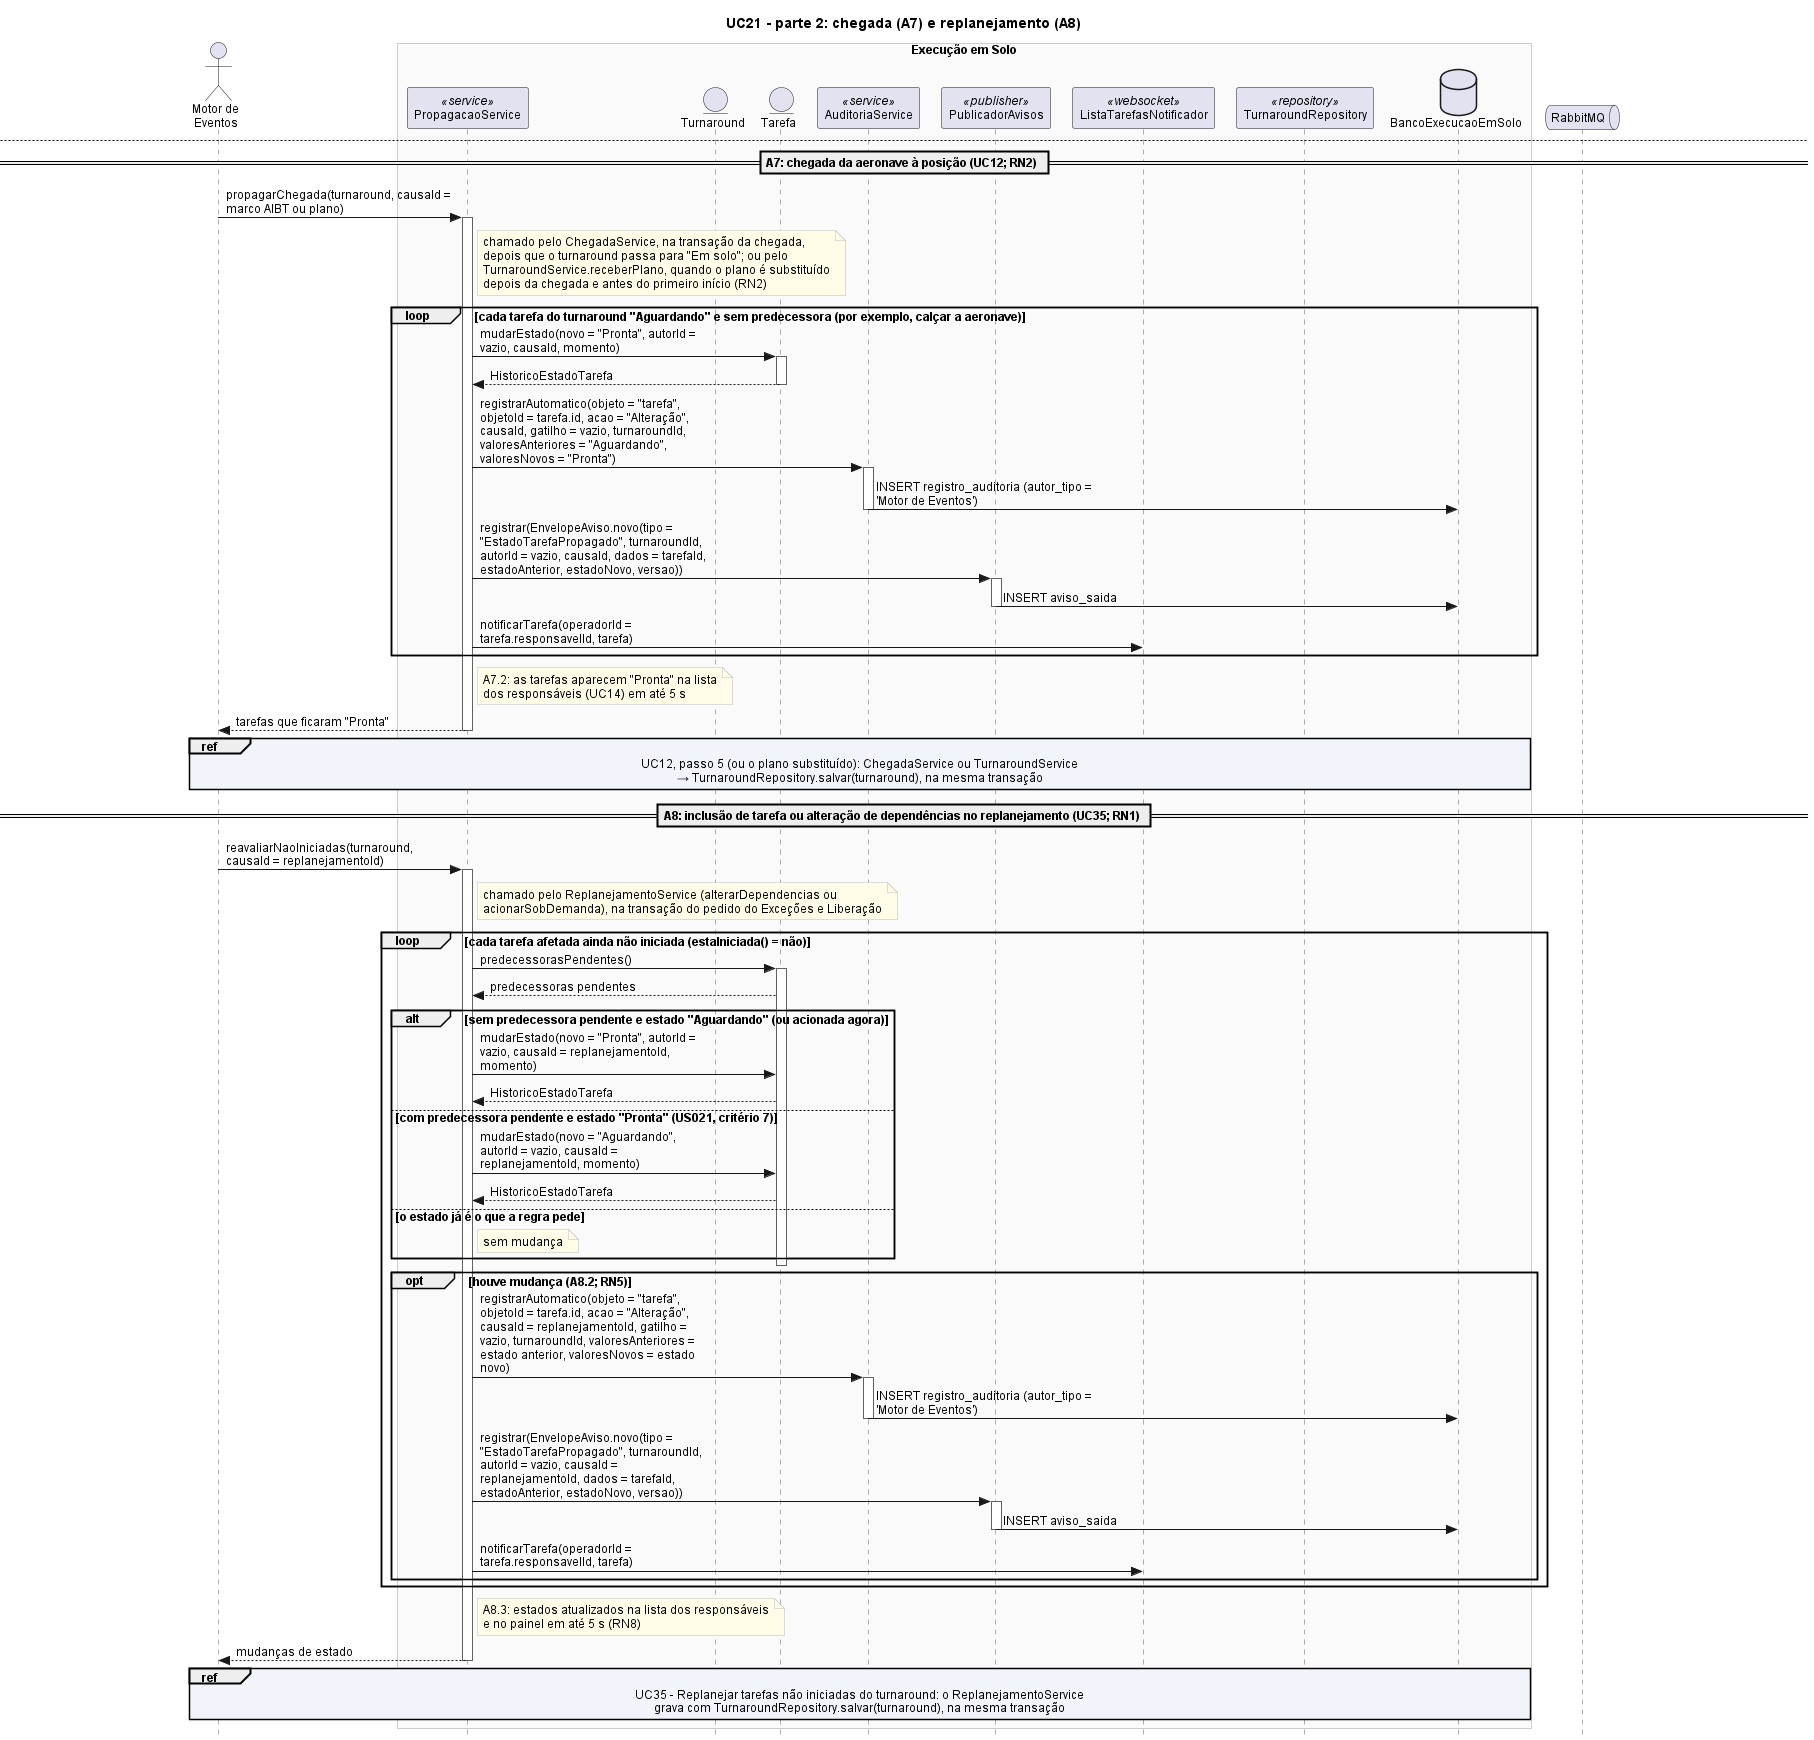 UC21 - parte 2: chegada (A7) e replanejamento (A8)
Execução em Solo
Motor de
Eventos
«service»
PropagacaoService
Turnaround
Tarefa
«service»
AuditoriaService
«publisher»
PublicadorAvisos
«websocket»
ListaTarefasNotificador
«repository»
TurnaroundRepository
BancoExecucaoEmSolo
RabbitMQ
A7: chegada da aeronave à posição (UC12; RN2)
propagarChegada(turnaround, causaId =
marco AIBT ou plano)
chamado pelo ChegadaService, na transação da chegada,
depois que o turnaround passa para "Em solo"; ou pelo
TurnaroundService.receberPlano, quando o plano é substituído
depois da chegada e antes do primeiro início (RN2)
loop
[cada tarefa do turnaround "Aguardando" e sem predecessora (por exemplo, calçar a aeronave)]
mudarEstado(novo = "Pronta", autorId =
vazio, causaId, momento)
HistoricoEstadoTarefa
registrarAutomatico(objeto = "tarefa",
objetoId = tarefa.id, acao = "Alteração",
causaId, gatilho = vazio, turnaroundId,
valoresAnteriores = "Aguardando",
valoresNovos = "Pronta")
INSERT registro_auditoria (autor_tipo =
'Motor de Eventos')
registrar(EnvelopeAviso.novo(tipo =
"EstadoTarefaPropagado", turnaroundId,
autorId = vazio, causaId, dados = tarefaId,
estadoAnterior, estadoNovo, versao))
INSERT aviso_saida
notificarTarefa(operadorId =
tarefa.responsavelId, tarefa)
A7.2: as tarefas aparecem "Pronta" na lista
dos responsáveis (UC14) em até 5 s
tarefas que ficaram "Pronta"
ref
UC12, passo 5 (ou o plano substituído): ChegadaService ou TurnaroundService
→ TurnaroundRepository.salvar(turnaround), na mesma transação
A8: inclusão de tarefa ou alteração de dependências no replanejamento (UC35; RN1)
reavaliarNaoIniciadas(turnaround,
causaId = replanejamentoId)
chamado pelo ReplanejamentoService (alterarDependencias ou
acionarSobDemanda), na transação do pedido do Exceções e Liberação
loop
[cada tarefa afetada ainda não iniciada (estaIniciada() = não)]
predecessorasPendentes()
predecessoras pendentes
alt
[sem predecessora pendente e estado "Aguardando" (ou acionada agora)]
mudarEstado(novo = "Pronta", autorId =
vazio, causaId = replanejamentoId,
momento)
HistoricoEstadoTarefa
[com predecessora pendente e estado "Pronta" (US021, critério 7)]
mudarEstado(novo = "Aguardando",
autorId = vazio, causaId =
replanejamentoId, momento)
HistoricoEstadoTarefa
[o estado já é o que a regra pede]
sem mudança
opt
[houve mudança (A8.2; RN5)]
registrarAutomatico(objeto = "tarefa",
objetoId = tarefa.id, acao = "Alteração",
causaId = replanejamentoId, gatilho =
vazio, turnaroundId, valoresAnteriores =
estado anterior, valoresNovos = estado
novo)
INSERT registro_auditoria (autor_tipo =
'Motor de Eventos')
registrar(EnvelopeAviso.novo(tipo =
"EstadoTarefaPropagado", turnaroundId,
autorId = vazio, causaId =
replanejamentoId, dados = tarefaId,
estadoAnterior, estadoNovo, versao))
INSERT aviso_saida
notificarTarefa(operadorId =
tarefa.responsavelId, tarefa)
A8.3: estados atualizados na lista dos responsáveis
e no painel em até 5 s (RN8)
mudanças de estado
ref
UC35 - Replanejar tarefas não iniciadas do turnaround: o ReplanejamentoService
grava com TurnaroundRepository.salvar(turnaround), na mesma transação